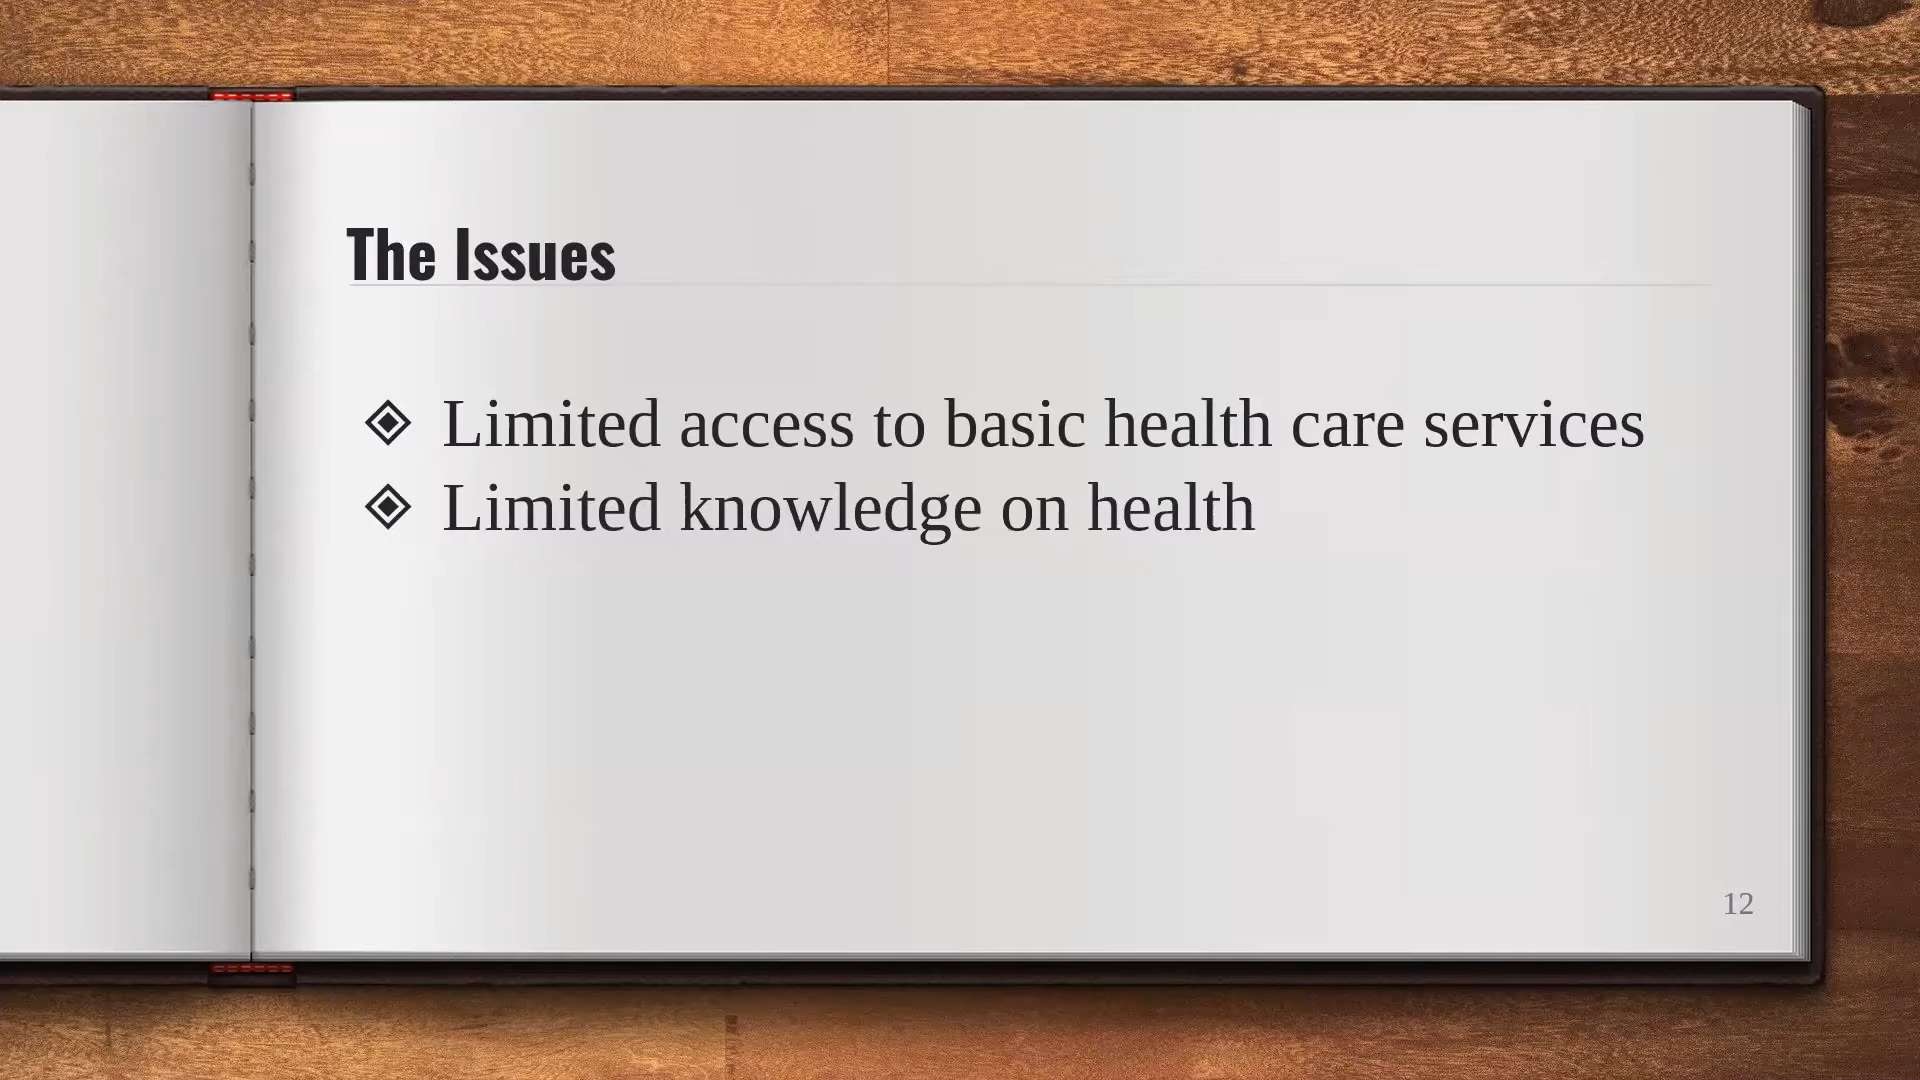 The Issues
Limited access to basic health care services
Limited knowledge on health
12